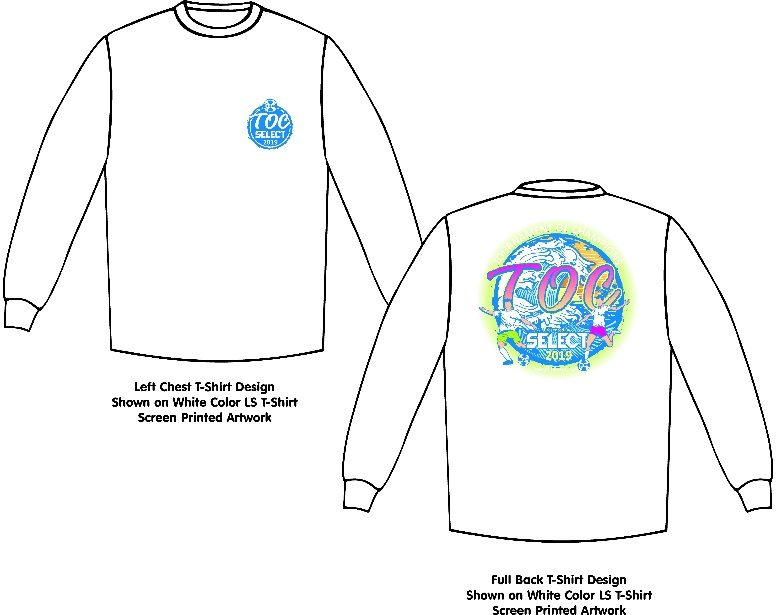 TOC
SELECT
2019
Left Chest T-Shirt Design
Shown on White Color LS T-Shirt
Screen Printed Artwork
TOC
SELECT
2019
Full Back T-Shirt Design
Shown on White Color LS T-Shirt
Screen Printed Artwork